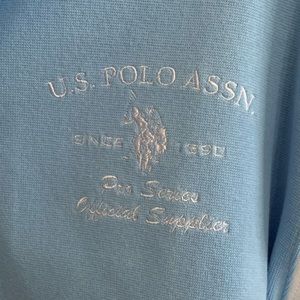 U.S. POLO ASSN.
SINCE 1890
Pro Series
Official Supplier